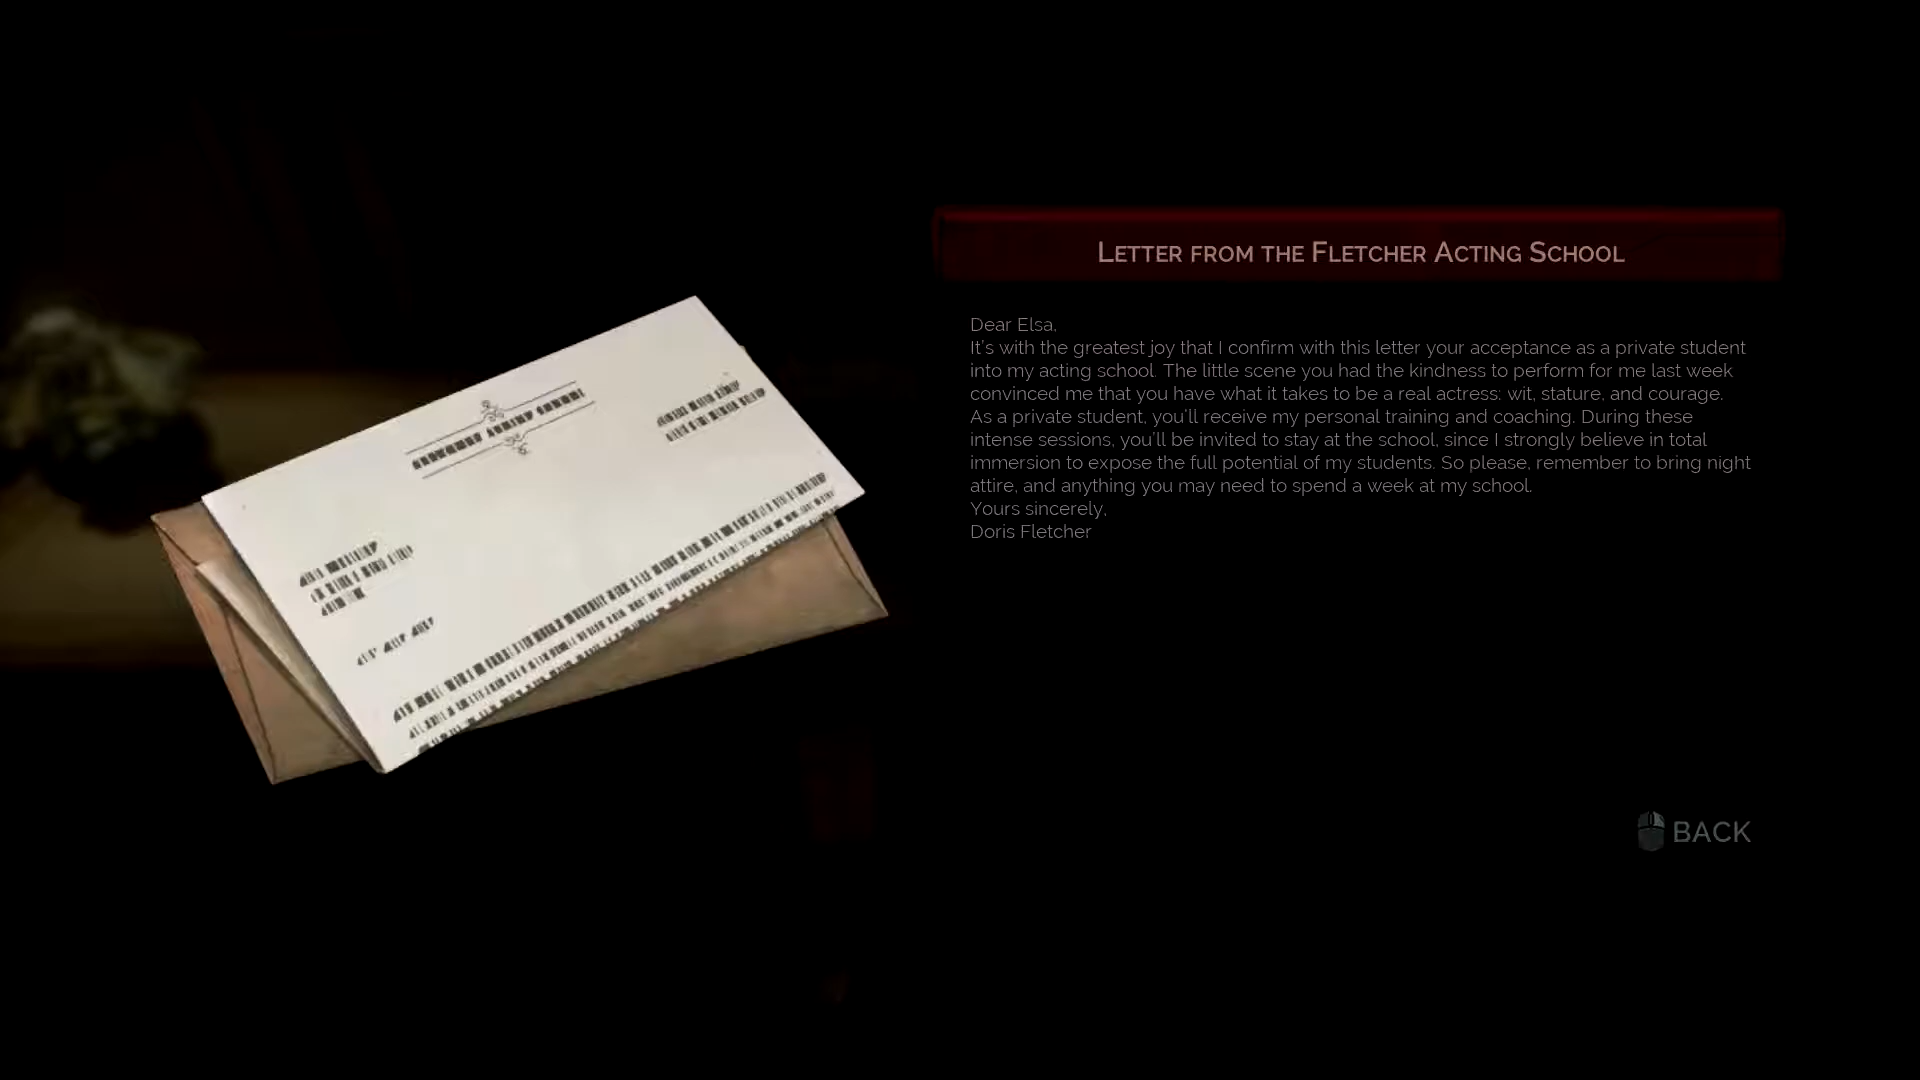 Letter from the Fletcher Acting School
Dear Elsa,
It's with the greatest joy that I confirm with this letter your acceptance as a private student
into my acting school. The little scene you had the kindness to perform for me last week
convinced me that you have what it takes to be a real actress: wit, stature, and courage.
As a private student, you'll receive my personal training and coaching. During these
intense sessions, you'll be invited to stay at the school, since I strongly believe in total
immersion to expose the full potential of my students. So please, remember to bring night
attire, and anything you may need to spend a week at my school.
Yours sincerely,
Doris Fletcher
BACK